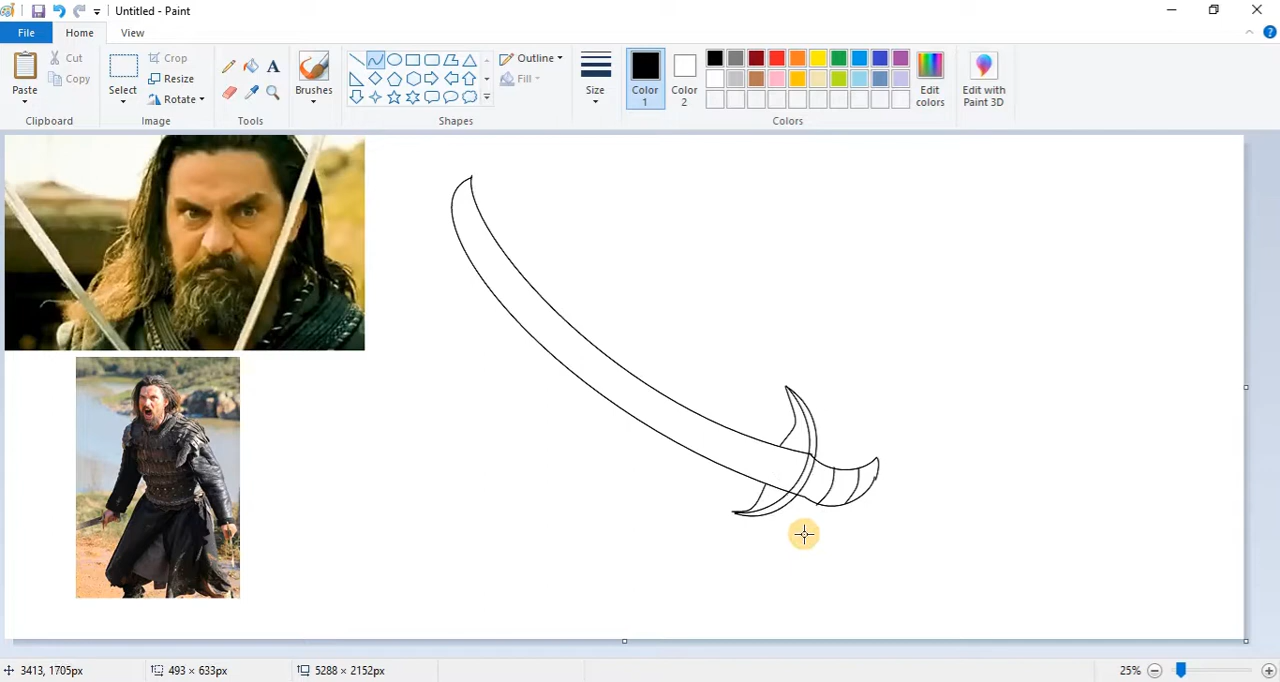 Untitled - Paint
File Home View
Paste
Cut
Copy
Clipboard
Select
Crop
Resize
Rotate
Image
A
Tools
Brushes
Outline
Fill
Shapes
Size
Color 1
Color 2
Edit colors
Colors
Edit with Paint 3D
3413, 1705px
493 × 633px
5288 × 2152px
25%